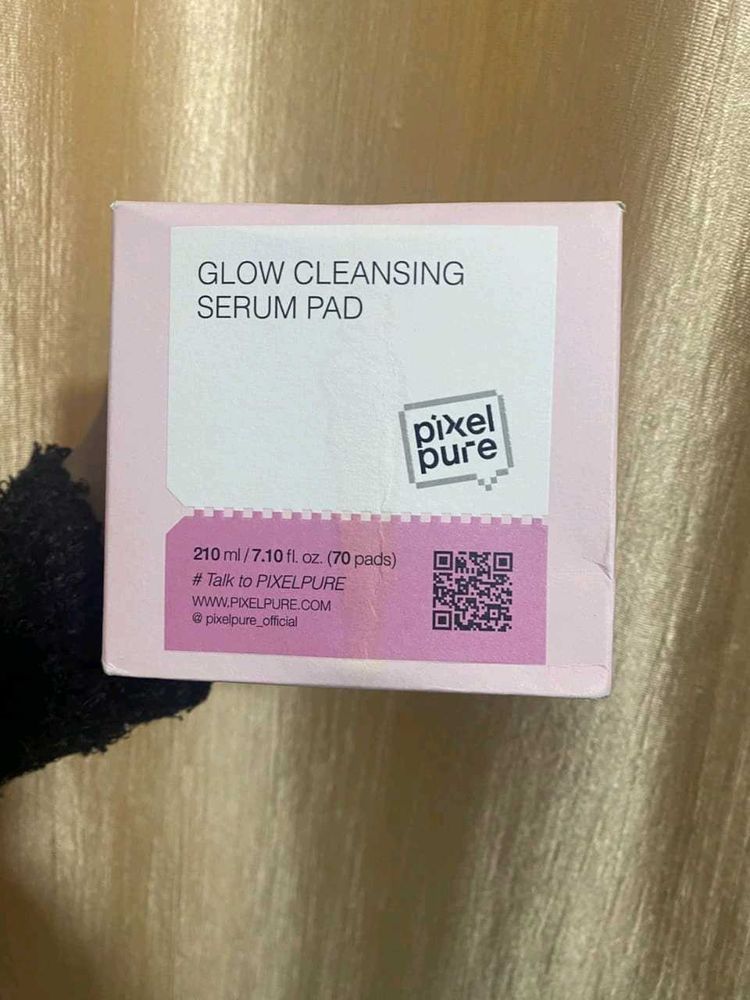 GLOW CLEANSING
SERUM PAD
pixel
pure
210 ml / 7.10 fl. oz. (70 pads)
# Talk to PIXELPURE
WWW.PIXELPURE.COM
@ pixelpure_official